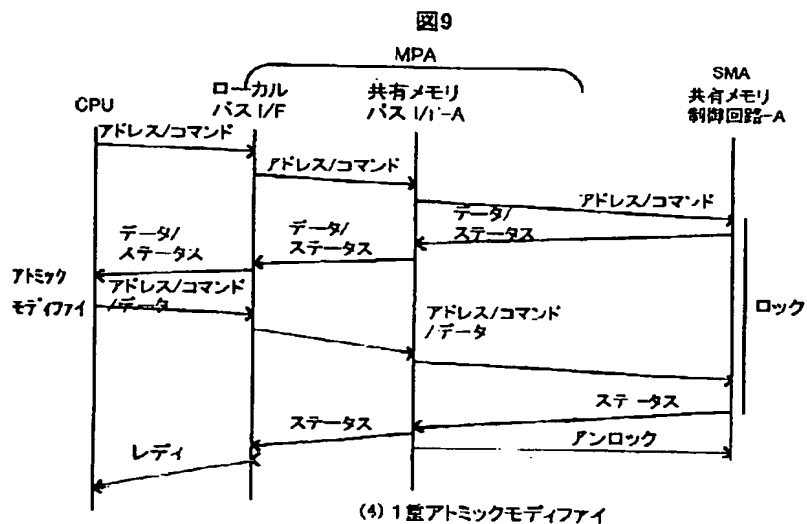 図9
MPA
CPU
ローカル
バス I/F
共有メモリ
バス I/F-A
SMA
共有メモリ
制御回路-A
アドレス/コマンド
アドレス/コマンド
アドレス/コマンド
データ/
ステータス
データ/
ステータス
データ/
ステータス
アトミック
モディファイ
アドレス/コマンド
/データ
アドレス/コマンド
/データ
ロック
ステータス
ステータス
アンロック
レディ
(4) 1重アトミックモディファイ